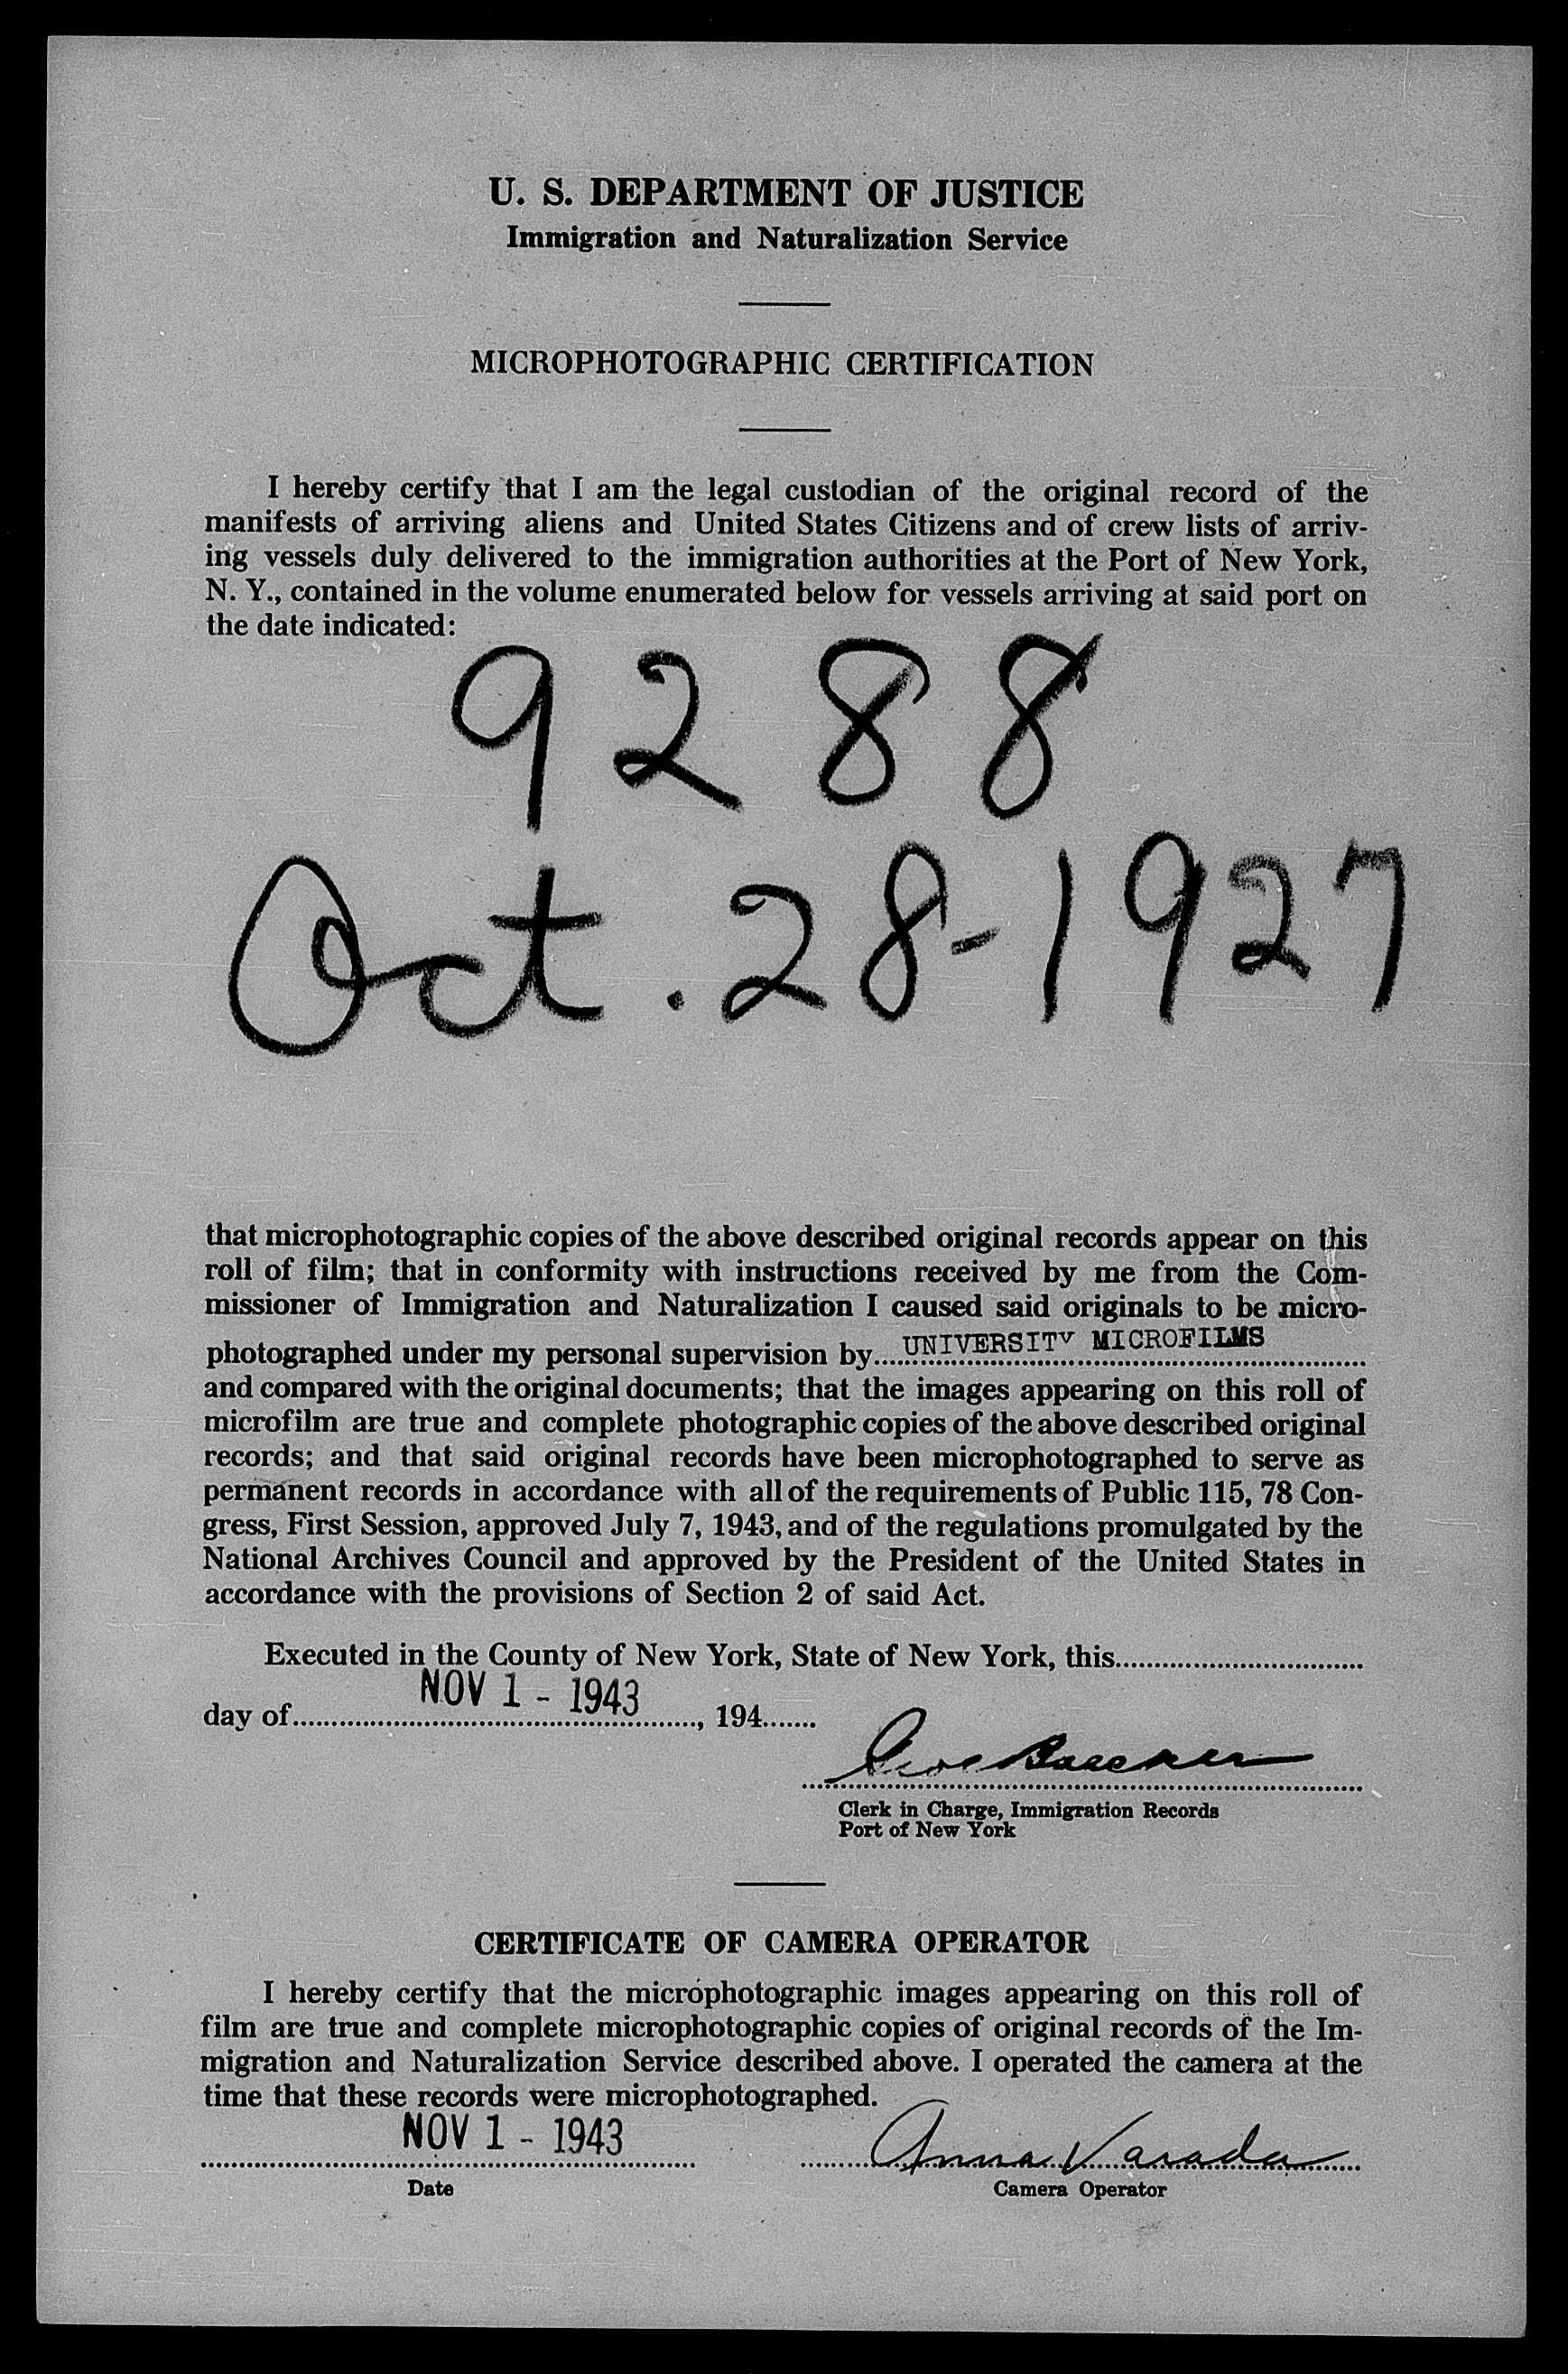 U. S. DEPARTMENT OF JUSTICE
Immigration and Naturalization Service
MICROPHOTOGRAPHIC CERTIFICATION
I hereby certify that I am the legal custodian of the original record of the
manifests of arriving aliens and United States Citizens and of crew lists of arriv-
ing vessels duly delivered to the immigration authorities at the Port of New York,
N. Y., contained in the volume enumerated below for vessels arriving at said port on
the date indicated:
9288
Oct. 28-1927
that microphotographic copies of the above described original records appear on this
roll of film; that in conformity with instructions received by me from the Com-
missioner of Immigration and Naturalization I caused said originals to be micro-
photographed under my personal supervision by UNIVERSITY MICROFILMS
and compared with the original documents; that the images appearing on this roll of
microfilm are true and complete photographic copies of the above described original
records; and that said original records have been microphotographed to serve as
permanent records in accordance with all of the requirements of Public 115, 78 Con-
gress, First Session, approved July 7, 1943, and of the regulations promulgated by the
National Archives Council and approved by the President of the United States in
accordance with the provisions of Section 2 of said Act.
Executed in the County of New York, State of New York, this
day of NOV 1 - 1943, 194
Clerk in Charge, Immigration Records
Port of New York
CERTIFICATE OF CAMERA OPERATOR
I hereby certify that the microphotographic images appearing on this roll of
film are true and complete microphotographic copies of original records of the Im-
migration and Naturalization Service described above. I operated the camera at the
time that these records were microphotographed.
NOV 1 - 1943 Anna Varada
Date Camera Operator